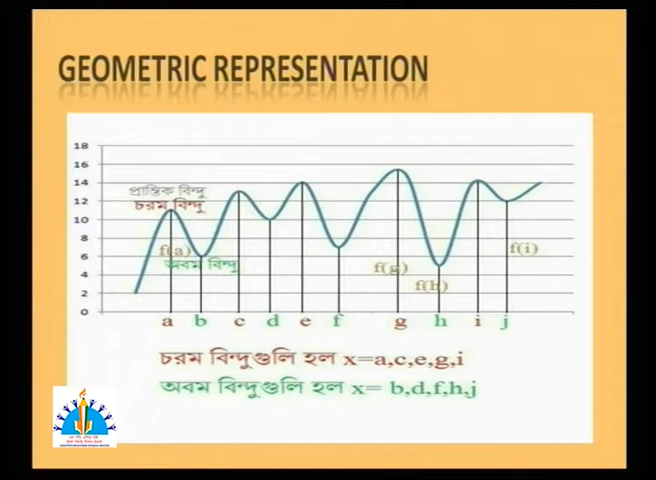 GEOMETRIC REPRESENTATION
18
16
14
12
10
8
6
4
2
0
প্রান্তিক বিন্দু
চরম বিন্দু
f(a)
অবম বিন্দু
f(g)
f(h)
f(i)
a b c d e f g h i j
চরম বিন্দুগুলি হল x=a,c,e,g,i
অবম বিন্দুগুলি হল x= b,d,f,h,j